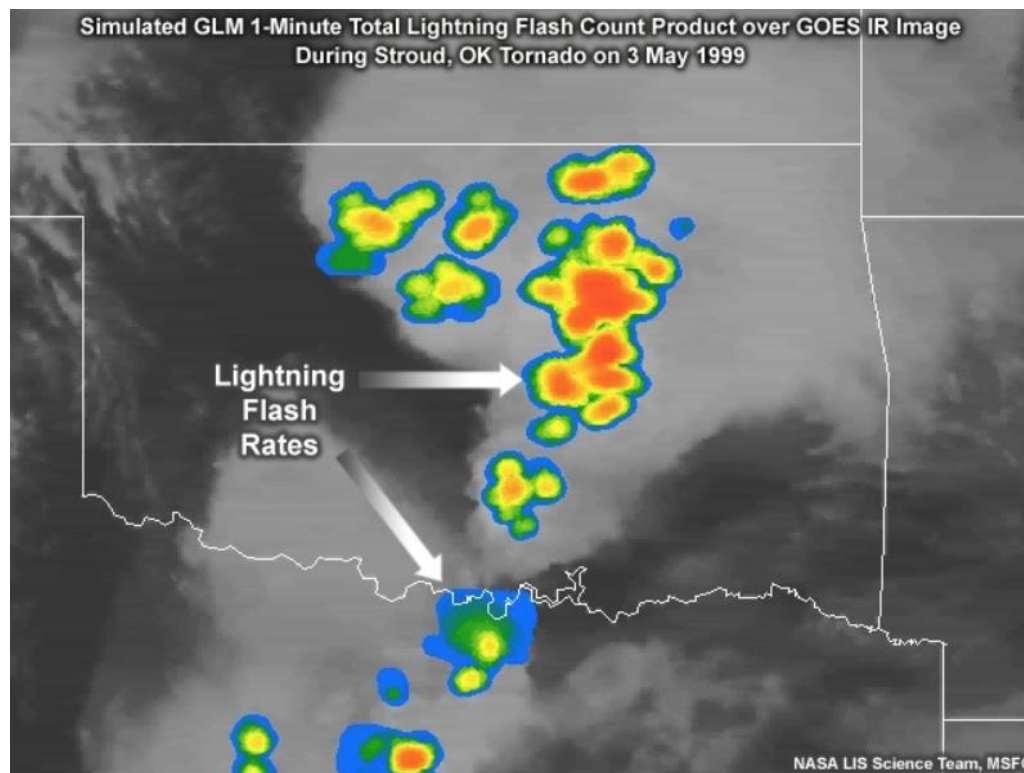 Simulated GLM 1-Minute Total Lightning Flash Count Product over GOES IR Image
During Stroud, OK Tornado on 3 May 1999
Lightning
Flash
Rates
NASA LIS Science Team, MSF